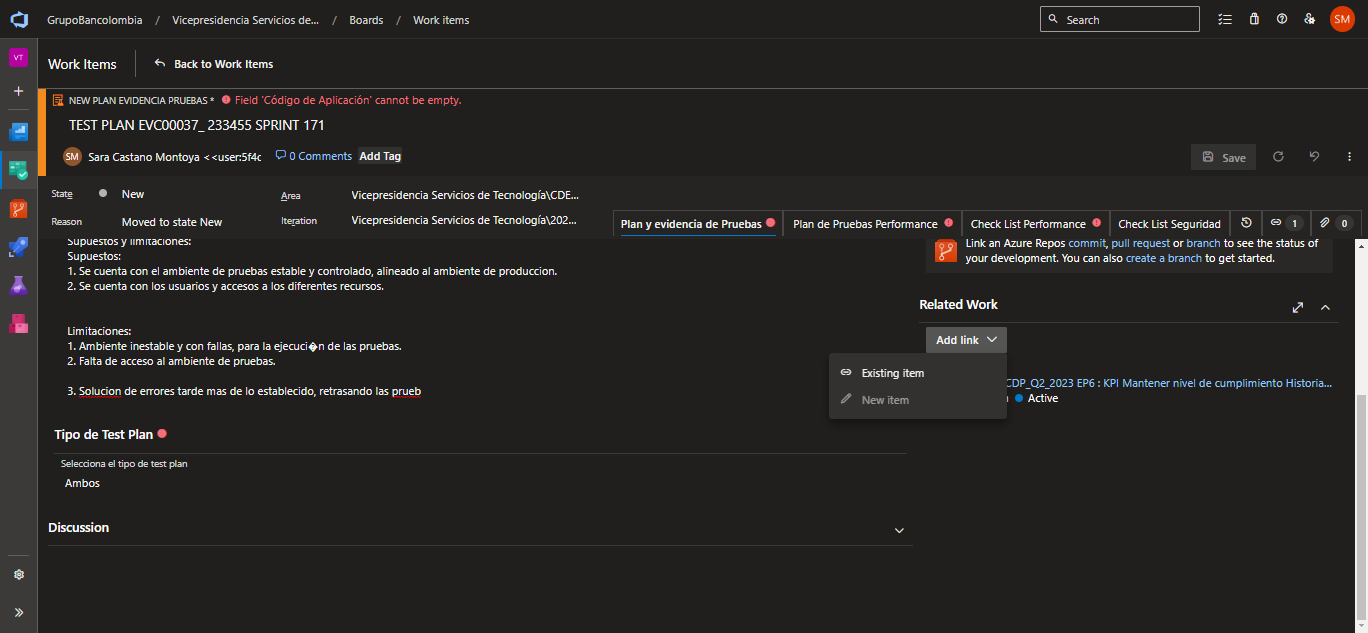 GrupoBancolombia / Vicepresidencia Servicios de... / Boards / Work items
Search
SM
VT
Work Items
Back to Work Items
NEW PLAN EVIDENCIA PRUEBAS * Field 'Código de Aplicación' cannot be empty.
TEST PLAN EVC00037_ 233455 SPRINT 171
SM Sara Castano Montoya < <user:5f4c 0 Comments Add Tag
Save
State New
Area Vicepresidencia Servicios de Tecnología\CDE...
Reason Moved to state New
Iteration Vicepresidencia Servicios de Tecnología\202...
Plan y evidencia de Pruebas Plan de Pruebas Performance Check List Performance Check List Seguridad 1 0
Supuestos y limitaciones:
Supuestos:
1. Se cuenta con el ambiente de pruebas estable y controlado, alineado al ambiente de produccion.
2. Se cuenta con los usuarios y accesos a los diferentes recursos.
Limitaciones:
1. Ambiente inestable y con fallas, para la ejecuci�n de las pruebas.
2. Falta de acceso al ambiente de pruebas.
3. Solucion de errores tarde mas de lo establecido, retrasando las prueb
Tipo de Test Plan
Selecciona el tipo de test plan
Ambos
Discussion
Link an Azure Repos commit, pull request or branch to see the status of
your development. You can also create a branch to get started.
Related Work
Add link
Existing item
New item
CDP_Q2_2023 EP6 : KPI Mantener nivel de cumplimiento Historia...
Active